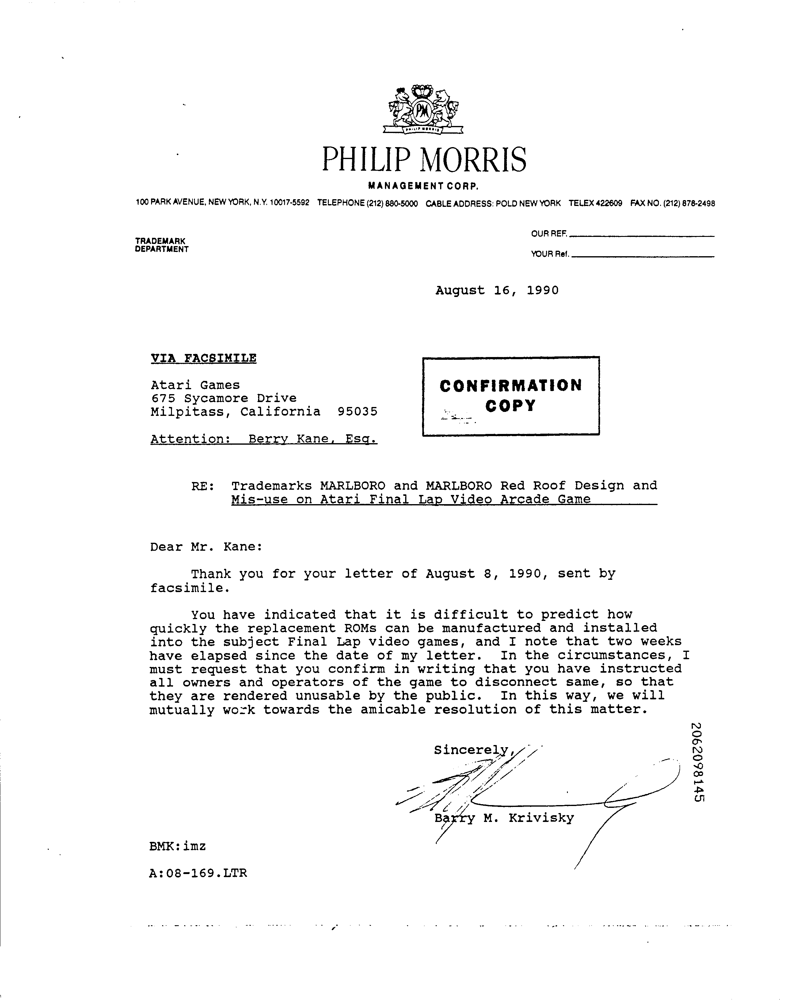 PM
PHILIP MORRIS
PHILIP MORRIS
MANAGEMENT CORP.
100 PARK AVENUE, NEW YORK, N.Y. 10017-5592 TELEPHONE (212) 880-5000 CABLE ADDRESS: POLD NEW YORK TELEX 422609 FAX NO. (212) 878-2498
TRADEMARK
DEPARTMENT
OUR REF.
YOUR Ref.
August 16, 1990
VIA FACSIMILE
Atari Games
675 Sycamore Drive
Milpitass, California 95035
Attention: Berry Kane, Esq.
CONFIRMATION
COPY
RE: Trademarks MARLBORO and MARLBORO Red Roof Design and
Mis-use on Atari Final Lap Video Arcade Game
Dear Mr. Kane:
Thank you for your letter of August 8, 1990, sent by
facsimile.
You have indicated that it is difficult to predict how
quickly the replacement ROMs can be manufactured and installed
into the subject Final Lap video games, and I note that two weeks
have elapsed since the date of my letter. In the circumstances, I
must request that you confirm in writing that you have instructed
all owners and operators of the game to disconnect same, so that
they are rendered unusable by the public. In this way, we will
mutually work towards the amicable resolution of this matter.
Sincerely,
Barry M. Krivisky
BMK:imz
A:08-169.LTR
2062098145